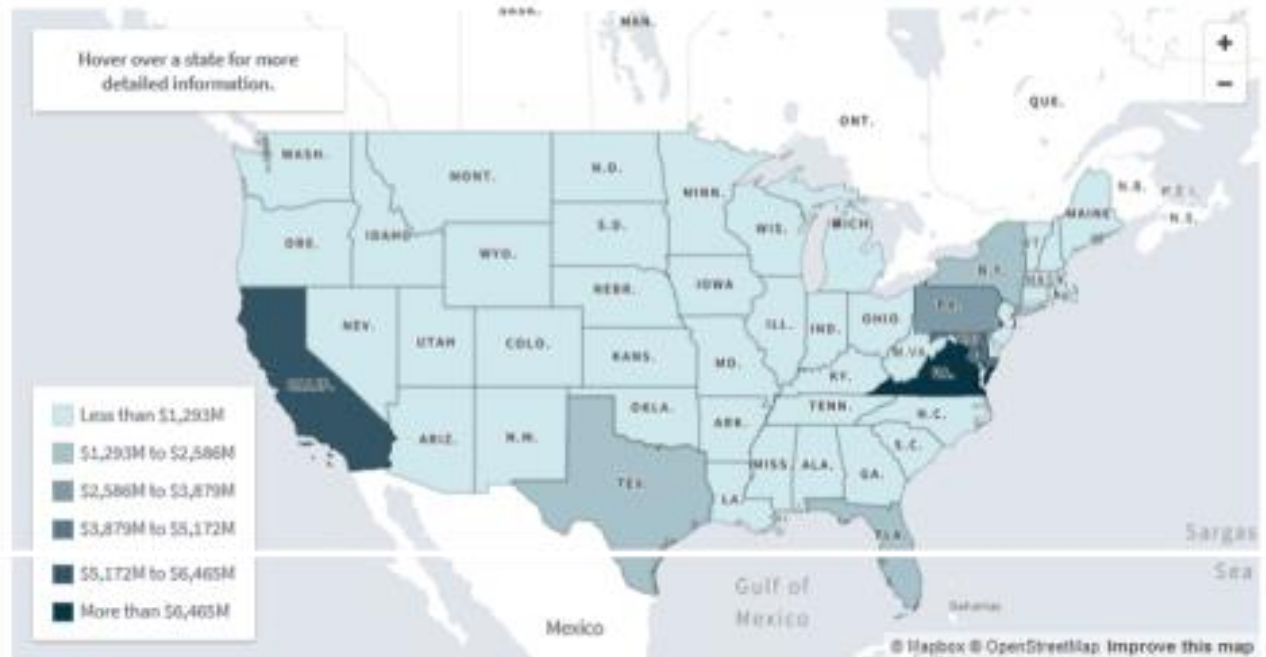 MAN.
Hover over a state for more
detailed information.
+
−
QUE.
ONT.
WASH.
MONT.
N.D.
MINN.
N.B.
P.E.I.
N.S.
MAINE
ORE.
IDAHO
S.D.
WIS.
MICH.
WYO.
N.Y.
NEBR.
IOWA
PA.
NEV.
UTAH
COLO.
ILL.
IND.
OHIO
KANS.
MO.
W.VA.
KY.
VA.
CALIF.
OKLA.
TENN.
N.C.
ARIZ.
N.M.
ARK.
S.C.
MISS.
ALA.
GA.
TEX.
LA.
FLA.
Less than $1,293M
$1,293M to $2,586M
$2,586M to $3,879M
$3,879M to $5,172M
$5,172M to $6,465M
More than $6,465M
Sargas
Sea
Gulf of
Mexico
Bahamas
Mexico
© Mapbox © OpenStreetMap Improve this map